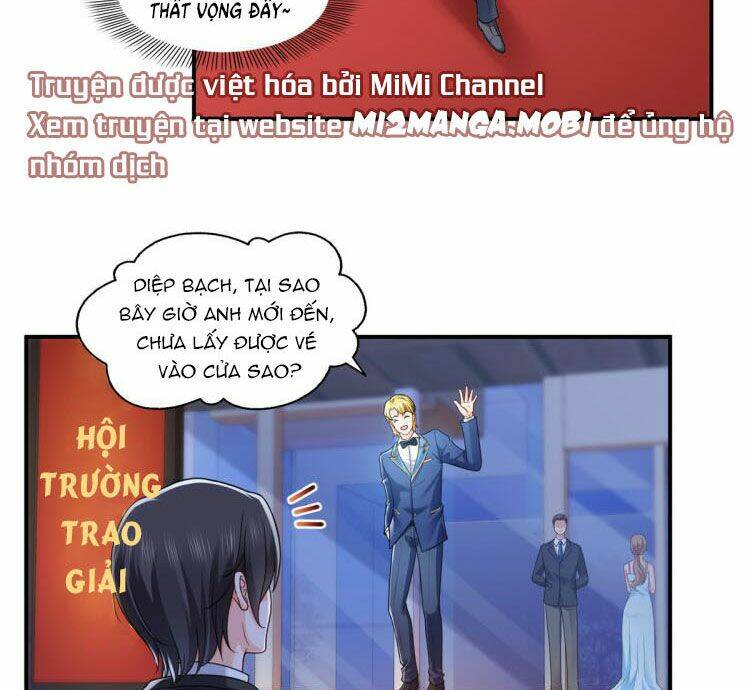 THẤT VỌNG ĐẤY~
Truyện được việt hóa bởi MiMi Channel
Xem truyện tại website MI2MANGA.MOBI để ủng hộ
nhóm dịch
DIỆP BẠCH, TẠI SAO
BÂY GIỜ ANH MỚI ĐẾN,
CHƯA LẤY ĐƯỢC VÉ
VÀO CỬA SAO?
HỘI
TRƯỜNG
TRAO
GIẢI